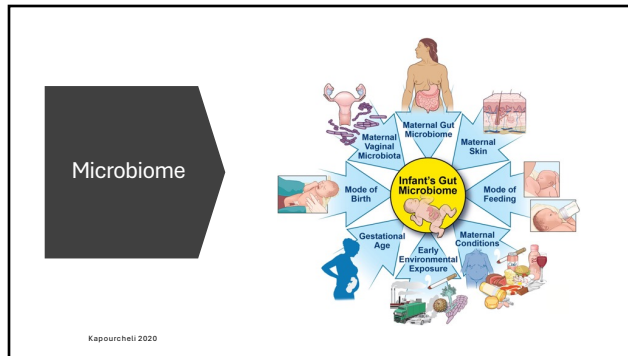 Microbiome
Maternal Gut
Microbiome
Maternal
Vaginal
Microbiota
Maternal
Skin
Mode of
Birth
Infant's Gut
Microbiome
Mode of
Feeding
Gestational
Age
Early
Environmental
Exposure
Maternal
Conditions
Kapourcheli 2020